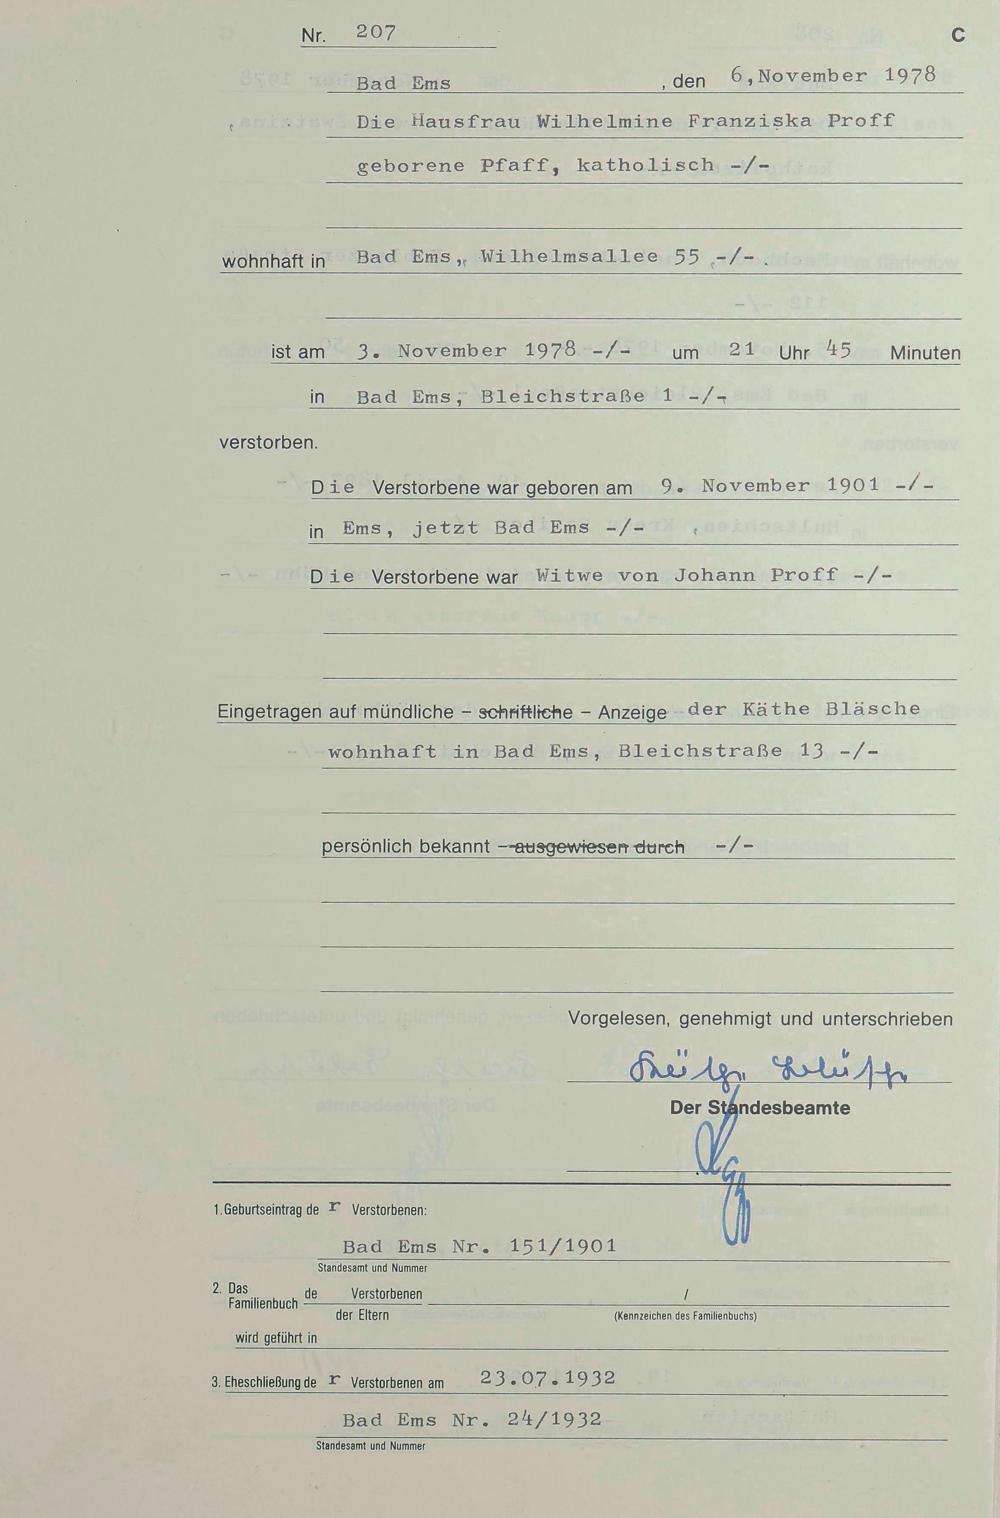 Nr. 207 C
Bad Ems , den 6,November 1978
Die Hausfrau Wilhelmine Franziska Proff
geborene Pfaff, katholisch -/-
wohnhaft in Bad Ems,, Wilhelmsallee 55 -/-
ist am 3. November 1978 -/- um 21 Uhr 45 Minuten
in Bad Ems, Bleichstraße 1 -/-
verstorben.
Die Verstorbene war geboren am 9. November 1901 -/-
in Ems, jetzt Bad Ems -/-
Die Verstorbene war Witwe von Johann Proff -/-
Eingetragen auf mündliche – schriftliche – Anzeige der Käthe Bläsche
wohnhaft in Bad Ems, Bleichstraße 13 -/-
persönlich bekannt – ausgewiesen durch -/-
Vorgelesen, genehmigt und unterschrieben
Der Standesbeamte
1. Geburtseintrag de r Verstorbenen:
Bad Ems Nr. 151/1901
Standesamt und Nummer
2. Das Familienbuch de Verstorbenen /
der Eltern (Kennzeichen des Familienbuchs)
wird geführt in
3. Eheschließung de r Verstorbenen am 23.07.1932
Bad Ems Nr. 24/1932
Standesamt und Nummer